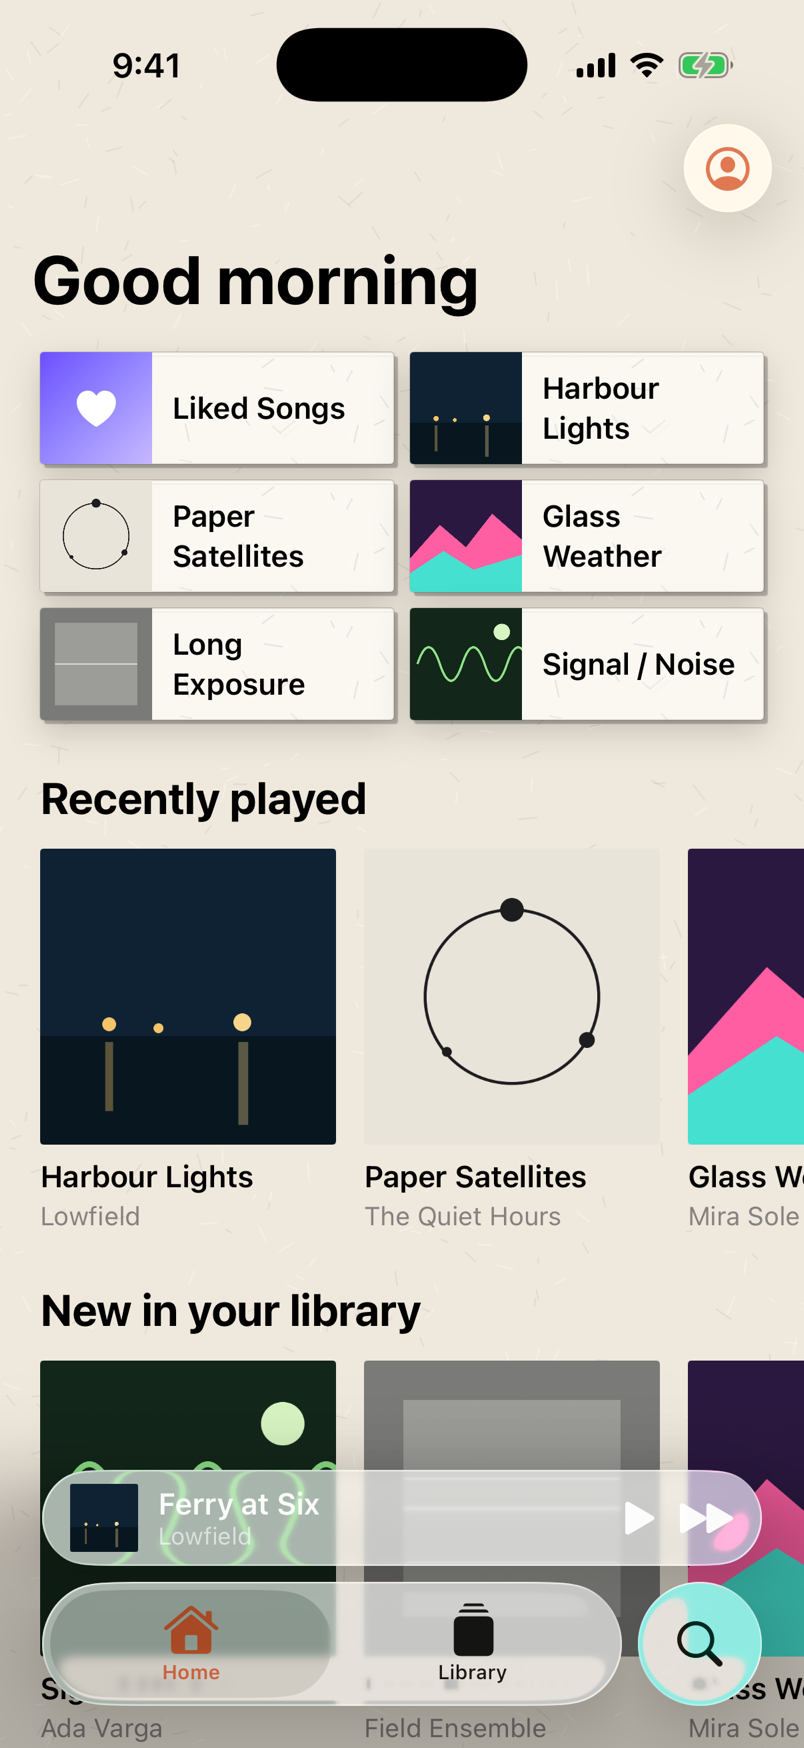 9:41
Good morning
Liked Songs
Harbour
Lights
Paper
Satellites
Glass
Weather
Long
Exposure
Signal / Noise
Recently played
Harbour Lights
Paper Satellites
Glass We
Lowfield
The Quiet Hours
Mira Sole
New in your library
Ferry at Six
Lowfield
Home
Library
Ada Varga
Field Ensemble
Mira Sole